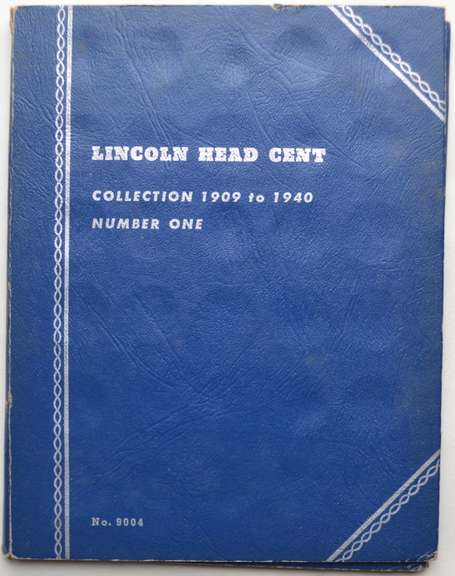 LINCOLN HEAD CENT
COLLECTION 1909 to 1940
NUMBER ONE
No. 9004